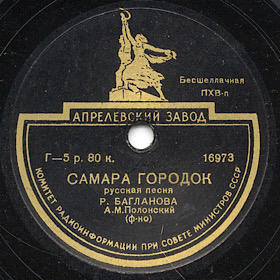 Бесшеллачная
ПХВ-п
АПРЕЛЕВСКИЙ ЗАВОД
Г—5 р. 80 к.
16973
САМАРА ГОРОДОК
русская песня
Р. БАГЛАНОВА
А.М.Полонский
(ф-но)
КОМИТЕТ РАДИОИНФОРМАЦИИ ПРИ СОВЕТЕ МИНИСТРОВ СССР